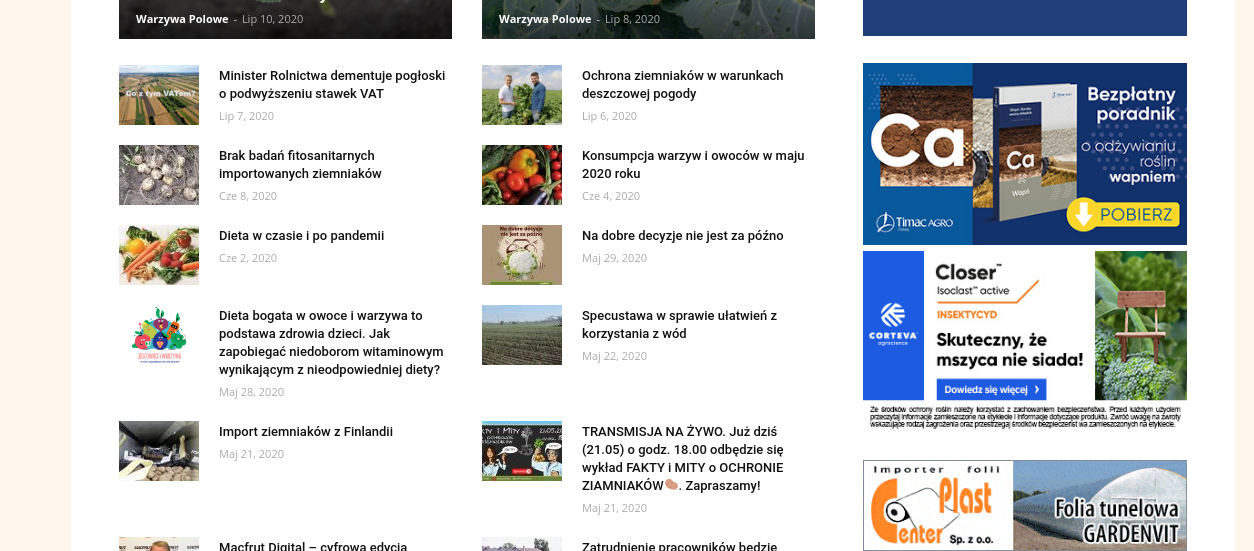 Warzywa Polowe - Lip 10, 2020
Warzywa Polowe - Lip 8, 2020
Co z tym VATem?
Minister Rolnictwa dementuje pogłoski
o podwyższeniu stawek VAT
Lip 7, 2020
Ochrona ziemniaków w warunkach
deszczowej pogody
Lip 6, 2020
Brak badań fitosanitarnych
importowanych ziemniaków
Cze 8, 2020
Konsumpcja warzyw i owoców w maju
2020 roku
Cze 4, 2020
Dieta w czasie i po pandemii
Cze 2, 2020
Na dobre decyzje
nie jest za późno
Na dobre decyzje nie jest za późno
Maj 29, 2020
Dieta bogata w owoce i warzywa to
podstawa zdrowia dzieci. Jak
zapobiegać niedoborom witaminowym
wynikającym z nieodpowiedniej diety?
Maj 28, 2020
Specustawa w sprawie ułatwień z
korzystania z wód
Maj 22, 2020
Import ziemniaków z Finlandii
Maj 21, 2020
TRANSMISJA NA ŻYWO. Już dziś
(21.05) o godz. 18.00 odbędzie się
wykład FAKTY i MITY o OCHRONIE
ZIAMNIAKÓW🥔. Zapraszamy!
Maj 21, 2020
Macfrut Digital – cyfrowa edycja
Zatrudnienie pracowników będzie
Ca
Timac AGRO
Polska
Ca
Wapń
Bezpłatny
poradnik
o odżywianiu
roślin
wapniem
POBIERZ
CORTEVA
agriscience
Closer™
Isoclast™ active
INSEKTYCYD
Skuteczny, że
mszyca nie siada!
Dowiedz się więcej
Ze środków ochrony roślin należy korzystać z zachowaniem bezpieczeństwa. Przed każdym użyciem
przeczytaj informacje zamieszczone na etykiecie i informacje dotyczące produktu. Zwróć uwagę na zwroty
wskazujące rodzaj zagrożenia oraz przestrzegaj środków bezpieczeństwa zamieszczonych na etykiecie.
Importer folii
Center Plast
Sp. z o.o.
Folia tunelowa
GARDENVIT